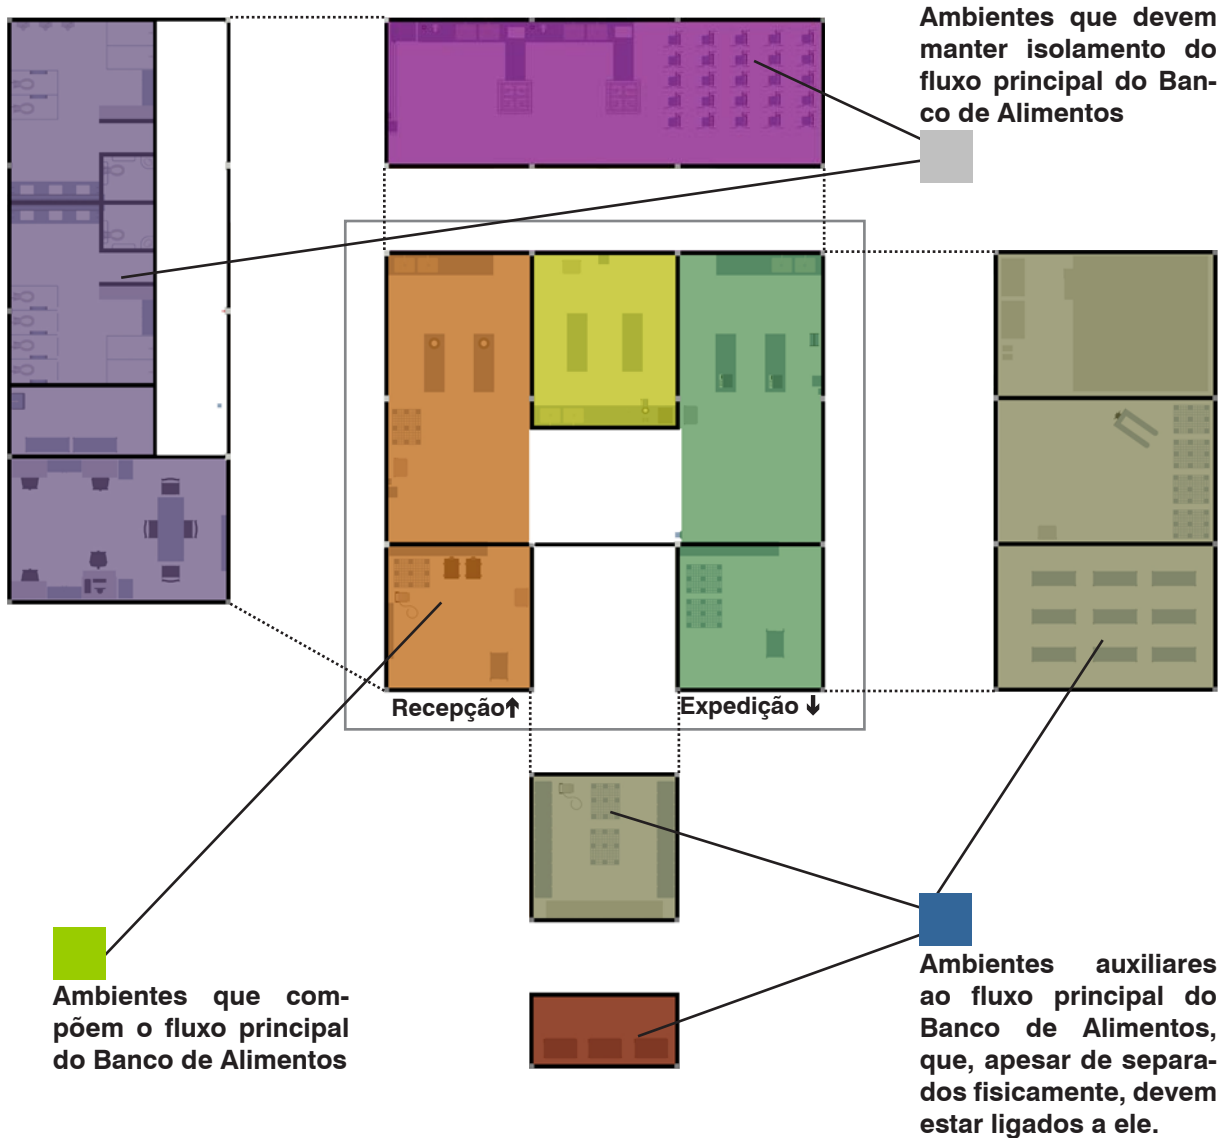 Ambientes que devem
manter isolamento do
fluxo principal do Ban-
co de Alimentos
Recepção↑
Expedição ↓
Ambientes que com-
põem o fluxo principal
do Banco de Alimentos
Ambientes auxiliares
ao fluxo principal do
Banco de Alimentos,
que, apesar de separa-
dos fisicamente, devem
estar ligados a ele.